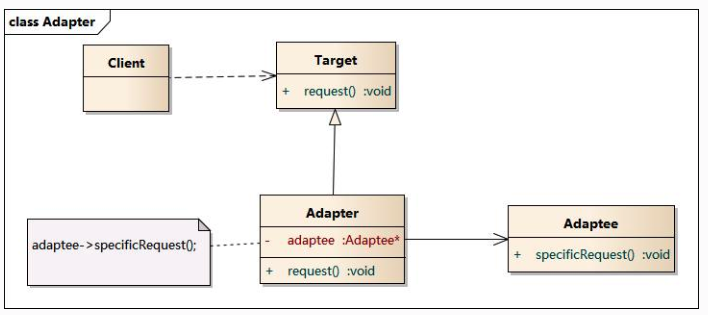 class Adapter
Client
Target
+ request() :void
Adapter
- adaptee :Adaptee*
+ request() :void
adaptee->specificRequest();
Adaptee
+ specificRequest() :void